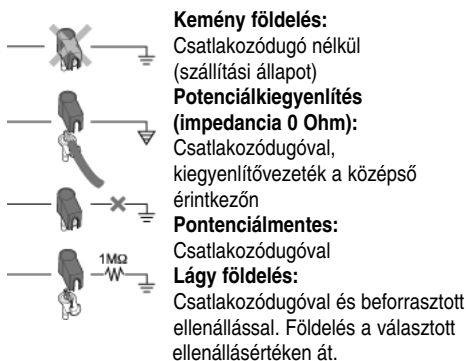 Kemény földelés:
Csatlakozódugó nélkül
(szállítási állapot)
Potenciálkiegyenlítés
(impedancia 0 Ohm):
Csatlakozódugóval,
kiegyenlítővezeték a középső
érintkezőn
Pontenciálmentes:
Csatlakozódugóval
1MΩ
Lágy földelés:
Csatlakozódugóval és beforrasztott
ellenállással. Földelés a választott
ellenállásértéken át.